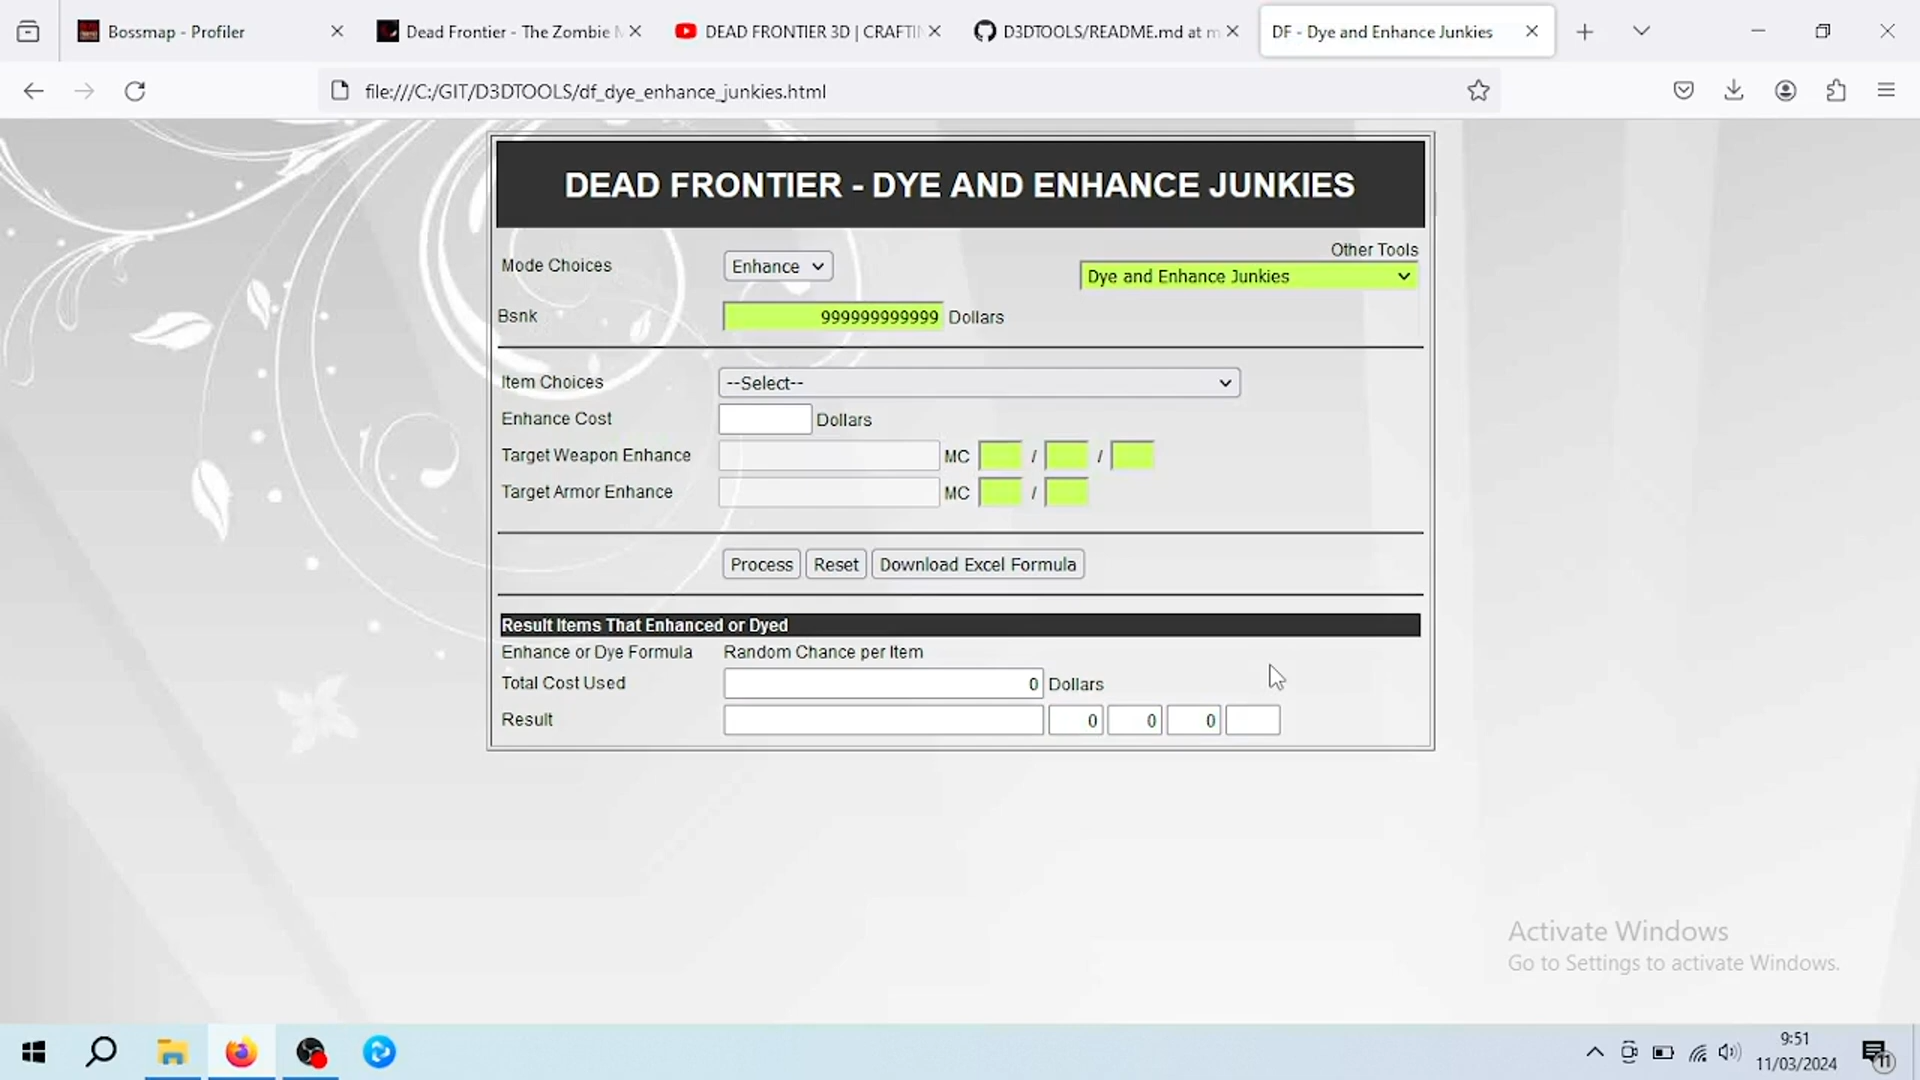 Bossmap - Profiler
Dead Frontier - The Zombie M
DEAD FRONTIER 3D | CRAFTIN
D3DTOOLS/README.md at m
DF - Dye and Enhance Junkies
file:///C:/GIT/D3DTOOLS/df_dye_enhance_junkies.html
DEAD FRONTIER - DYE AND ENHANCE JUNKIES
Other Tools
Mode Choices Enhance Dye and Enhance Junkies
Bsnk 999999999999 Dollars
Item Choices --Select--
Enhance Cost Dollars
Target Weapon Enhance MC / /
Target Armor Enhance MC /
Process Reset Download Excel Formula
Result Items That Enhanced or Dyed
Enhance or Dye Formula Random Chance per Item
Total Cost Used 0 Dollars
Result 0 0 0
Activate Windows
Go to Settings to activate Windows.
9:51
11/03/2024
11